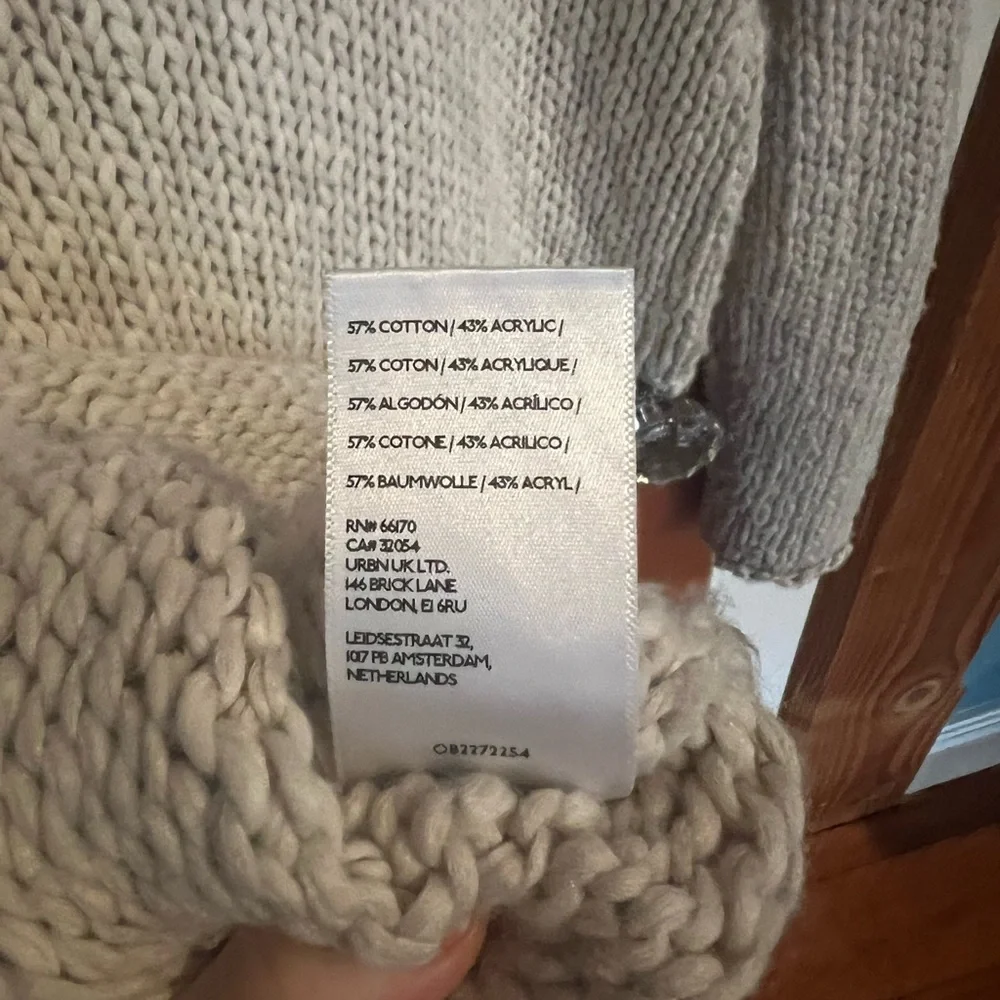 57% COTTON / 43% ACRYLIC /
57% COTON / 43% ACRYLIQUE /
57% ALGODÓN / 43% ACRÍLICO /
57% COTONE / 43% ACRILICO /
57% BAUMWOLLE / 43% ACRYL /
RN# 66170
CA# 32054
URBN UK LTD.
146 BRICK LANE
LONDON, E1 6RU
LEIDSESTRAAT 32,
1017 PB AMSTERDAM,
NETHERLANDS
OB2272254